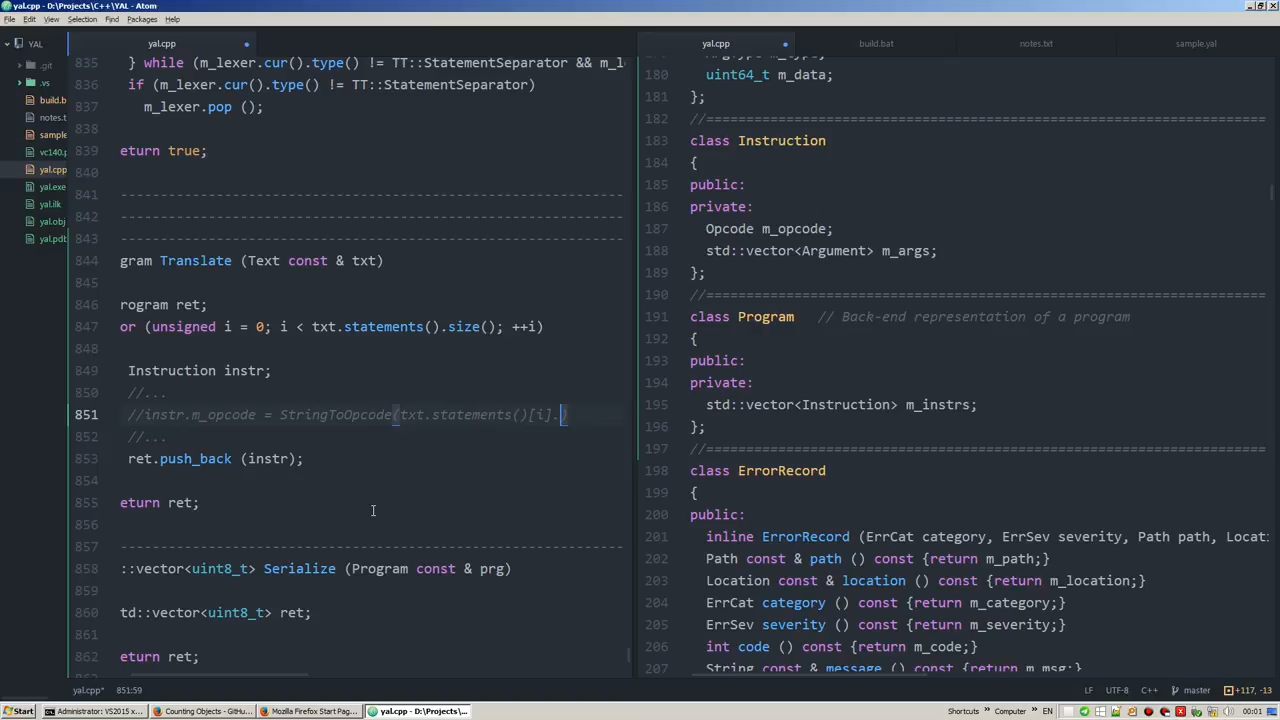 yal.cpp - D:\Projects\C++\YAL - Atom
File Edit View Selection Find Packages Help
YAL
.git
.vs
build.b
notes.t
sample
vc140.p
yal.cpp
yal.exe
yal.ilk
yal.obj
yal.pdb
yal.cpp
835 } while (m_lexer.cur().type() != TT::StatementSeparator && m_l
836 if (m_lexer.cur().type() != TT::StatementSeparator)
837 m_lexer.pop ();
838
839 eturn true;
840
841 ---------------------------------------------------------------
842 ---------------------------------------------------------------
843 ---------------------------------------------------------------
844 gram Translate (Text const & txt)
845
846 rogram ret;
847 or (unsigned i = 0; i < txt.statements().size(); ++i)
848
849 Instruction instr;
850 //...
851 //instr.m_opcode = StringToOpcode(txt.statements()[i].)
852 //...
853 ret.push_back (instr);
854
855 eturn ret;
856
857 ---------------------------------------------------------------
858 ::vector<uint8_t> Serialize (Program const & prg)
859
860 td::vector<uint8_t> ret;
861
862 eturn ret;
yal.cpp build.bat notes.txt sample.yal
180 uint64_t m_data;
181 };
182 //======================================================================
183 class Instruction
184 {
185 public:
186 private:
187 Opcode m_opcode;
188 std::vector<Argument> m_args;
189 };
190 //======================================================================
191 class Program // Back-end representation of a program
192 {
193 public:
194 private:
195 std::vector<Instruction> m_instrs;
196 };
197 //======================================================================
198 class ErrorRecord
199 {
200 public:
201 inline ErrorRecord (ErrCat category, ErrSev severity, Path path, Locati
202 Path const & path () const {return m_path;}
203 Location const & location () const {return m_location;}
204 ErrCat category () const {return m_category;}
205 ErrSev severity () const {return m_severity;}
206 int code () const {return m_code;}
207 String const & message () const {return m_msg;}
yal.cpp* 851:59 LF UTF-8 C++ master +117, -13
Start Administrator: VS2015 x... Counting Objects - GitHu... Mozilla Firefox Start Pag... yal.cpp - D:\Projects\C... Shortcuts Computer EN 00:01